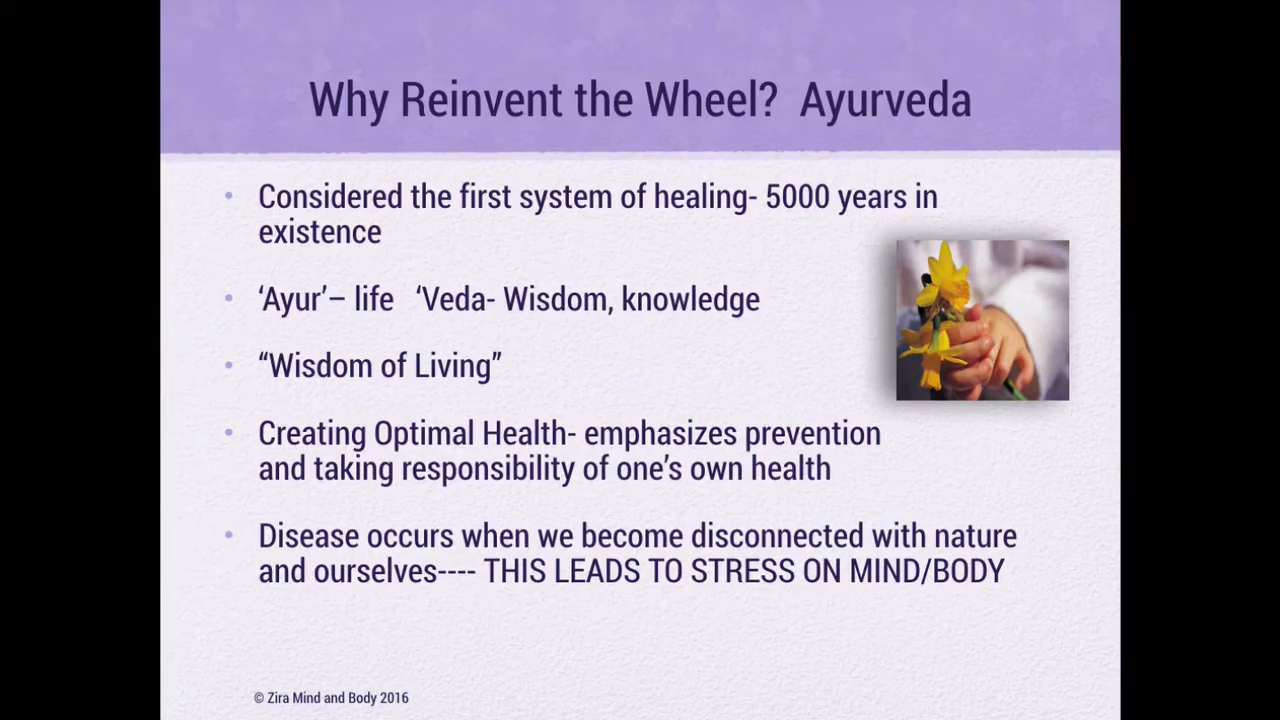 Why Reinvent the Wheel?  Ayurveda
• Considered the first system of healing- 5000 years in
existence
• ‘Ayur’– life   ‘Veda- Wisdom, knowledge
• “Wisdom of Living”
• Creating Optimal Health- emphasizes prevention
and taking responsibility of one’s own health
• Disease occurs when we become disconnected with nature
and ourselves---- THIS LEADS TO STRESS ON MIND/BODY
© Zira Mind and Body 2016